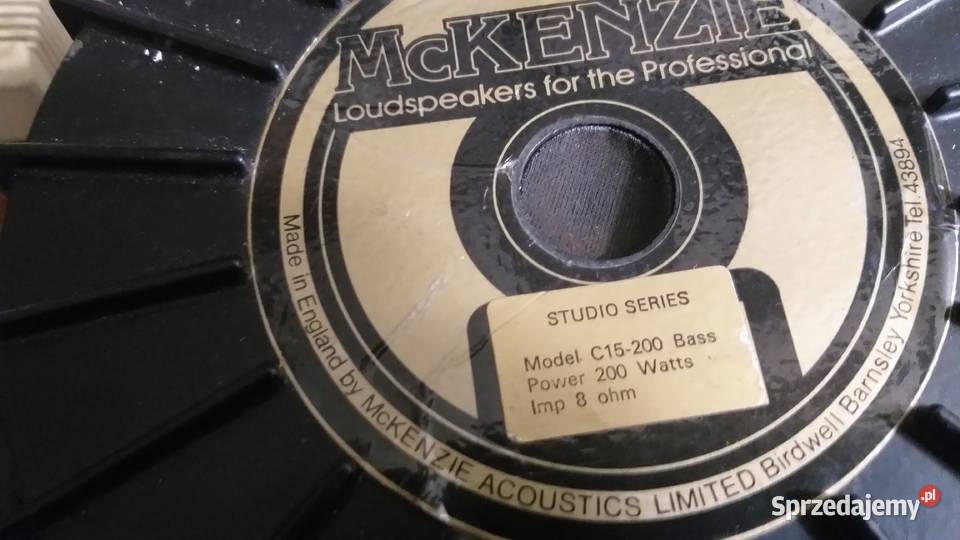 McKENZIE
Loudspeakers for the Professional
STUDIO SERIES
Model C15-200 Bass
Power 200 Watts
Imp 8 ohm
Made in England by McKENZIE ACOUSTICS LIMITED Birdwell Barnsley Yorkshire Tel. 43894
Sprzedajemy.pl